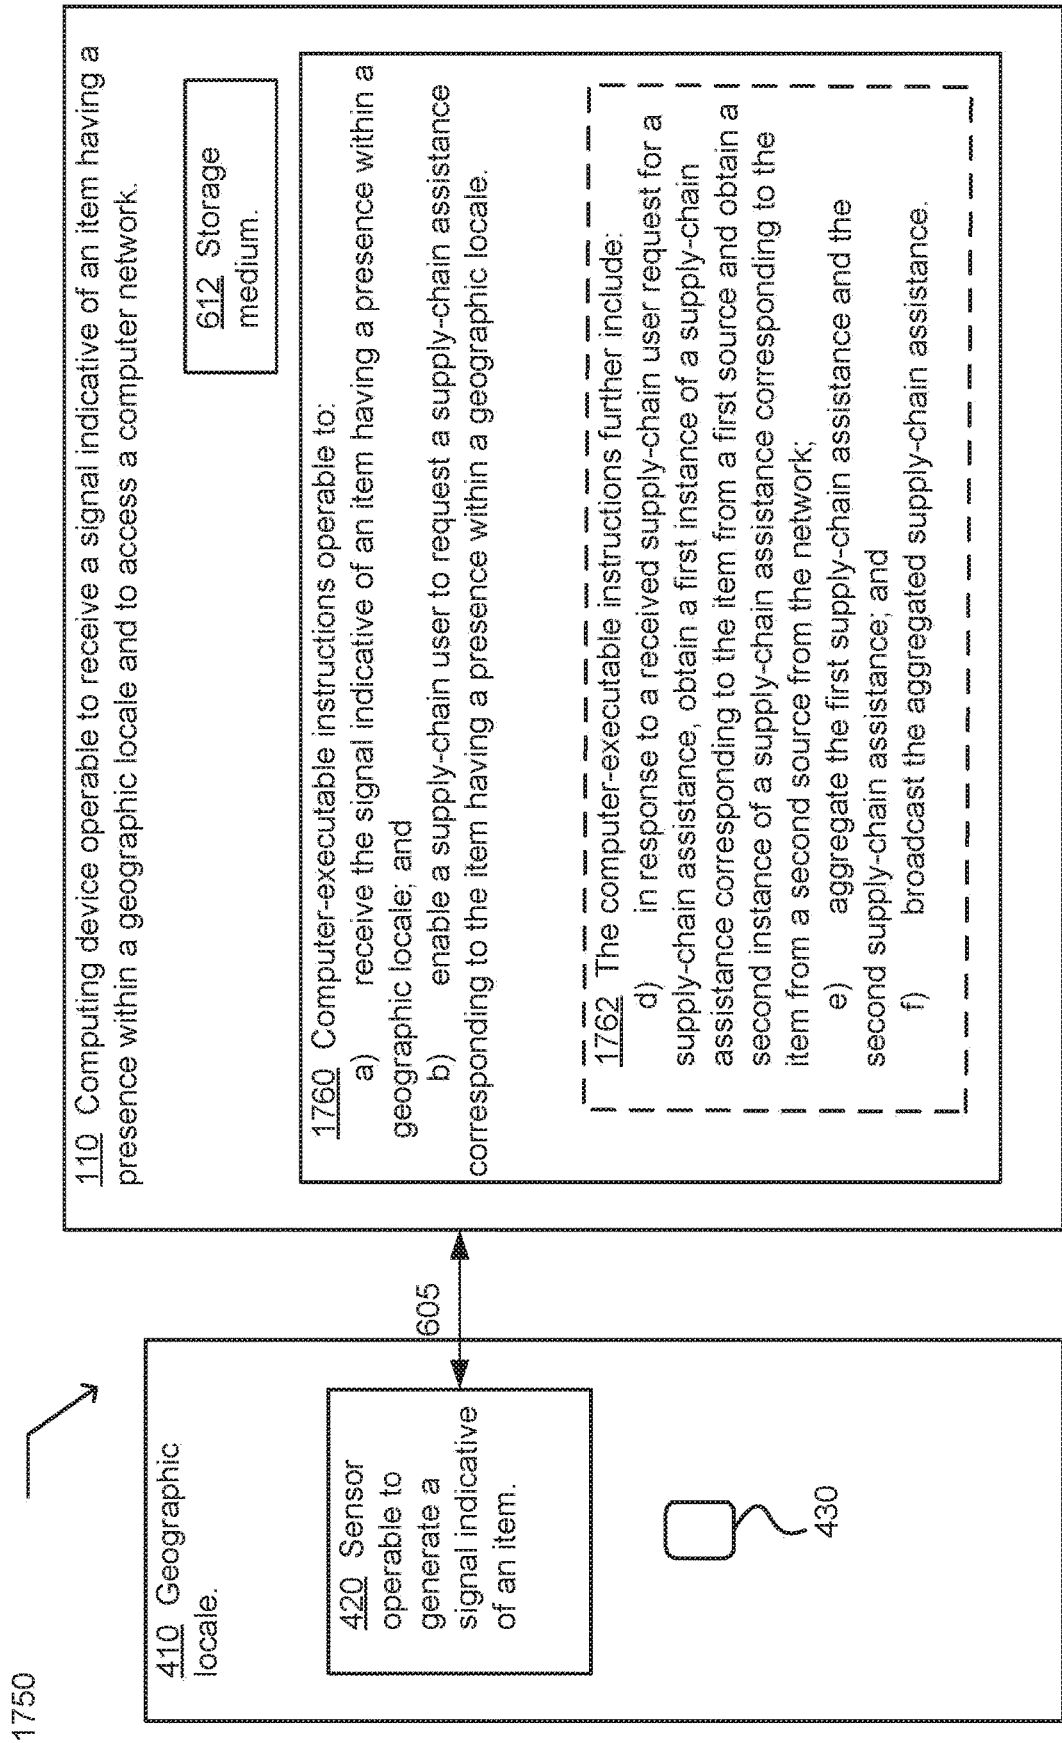 1750
410 Geographic
locale.
420 Sensor
operable to
generate a
signal indicative
of an item.
430
605
110 Computing device operable to receive a signal indicative of an item having a
presence within a geographic locale and to access a computer network.
612 Storage
medium.
1760 Computer-executable instructions operable to:
a) receive the signal indicative of an item having a presence within a
geographic locale; and
b) enable a supply-chain user to request a supply-chain assistance
corresponding to the item having a presence within a geographic locale.
1762 The computer-executable instructions further include:
d) in response to a received supply-chain user request for a
supply-chain assistance, obtain a first instance of a supply-chain
assistance corresponding to the item from a first source and obtain a
second instance of a supply-chain assistance corresponding to the
item from a second source from the network;
e) aggregate the first supply-chain assistance and the
second supply-chain assistance; and
f) broadcast the aggregated supply-chain assistance.